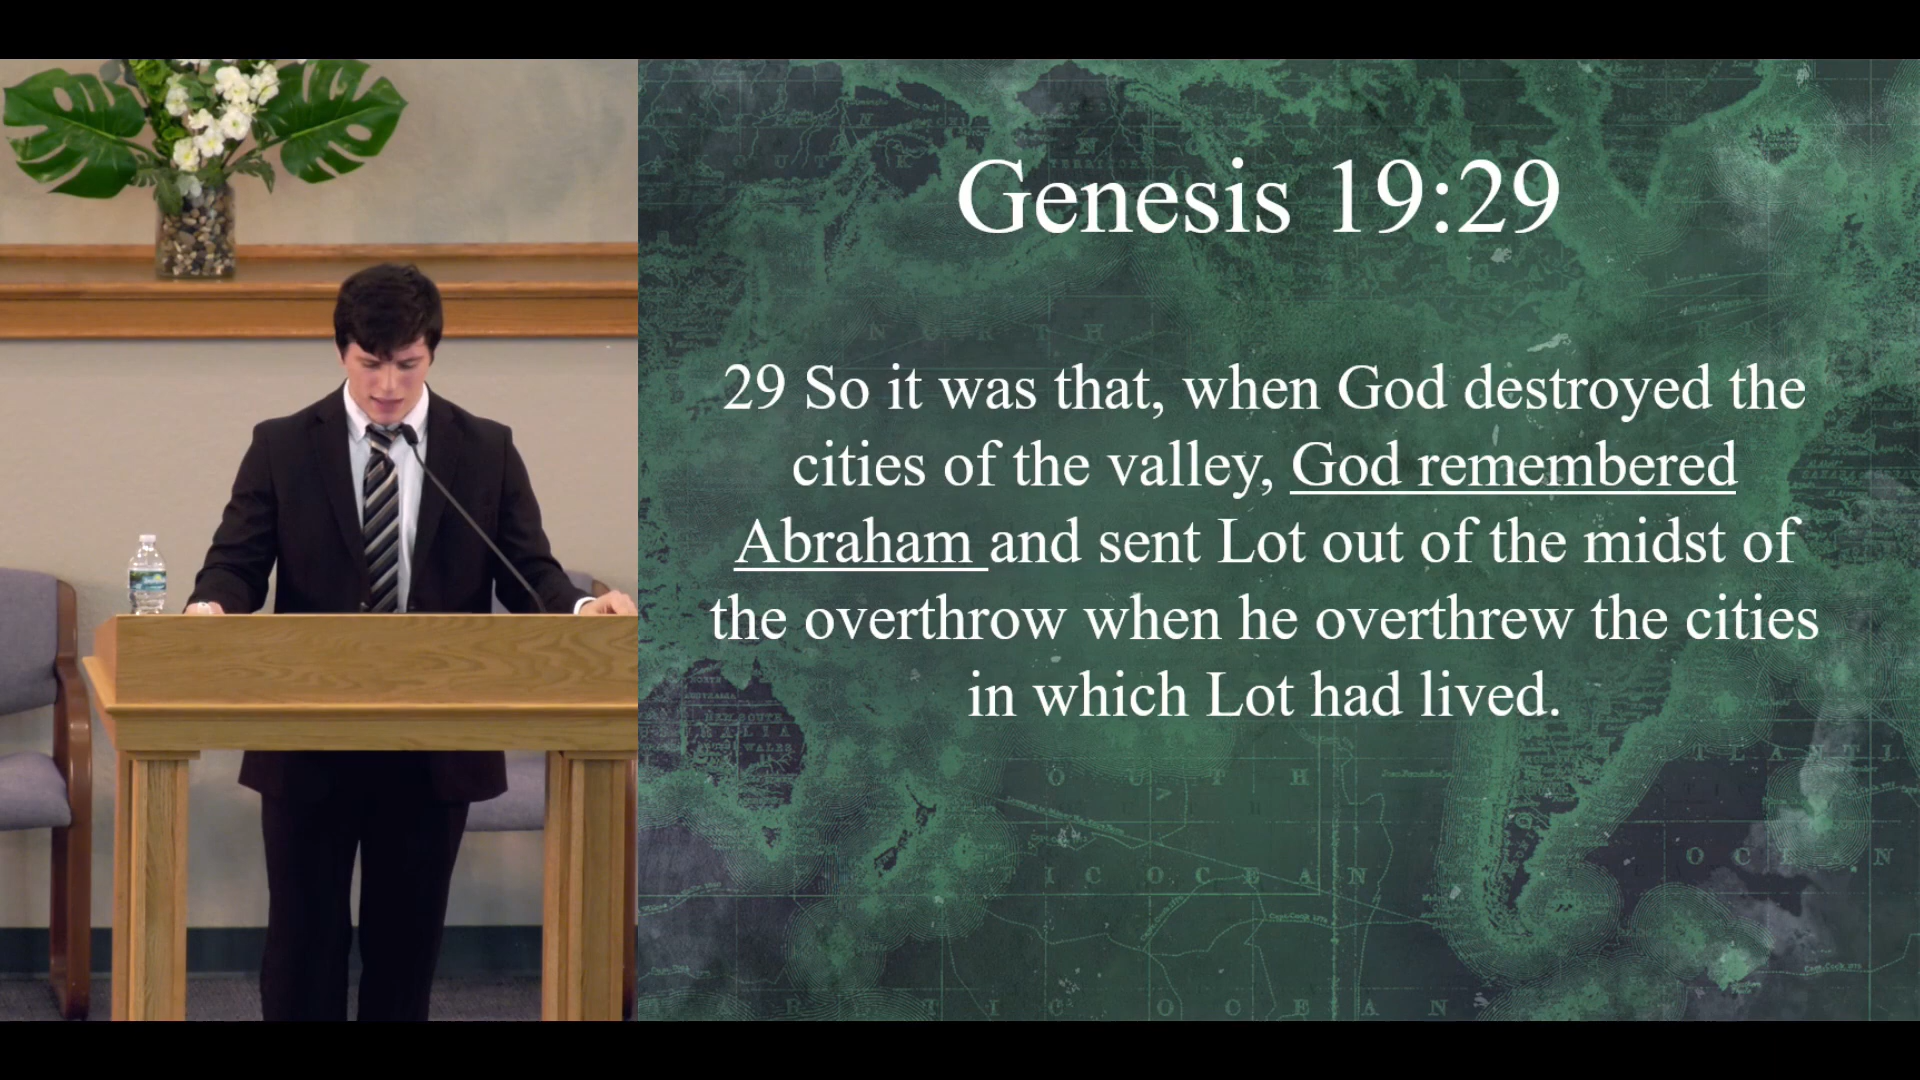 Genesis 19:29
29 So it was that, when God destroyed the
cities of the valley, God remembered
Abraham and sent Lot out of the midst of
the overthrow when he overthrew the cities
in which Lot had lived.
N O R T H
O U T H
T L A N T I
O C E A N
I C O C E A N
T I C O C E A N